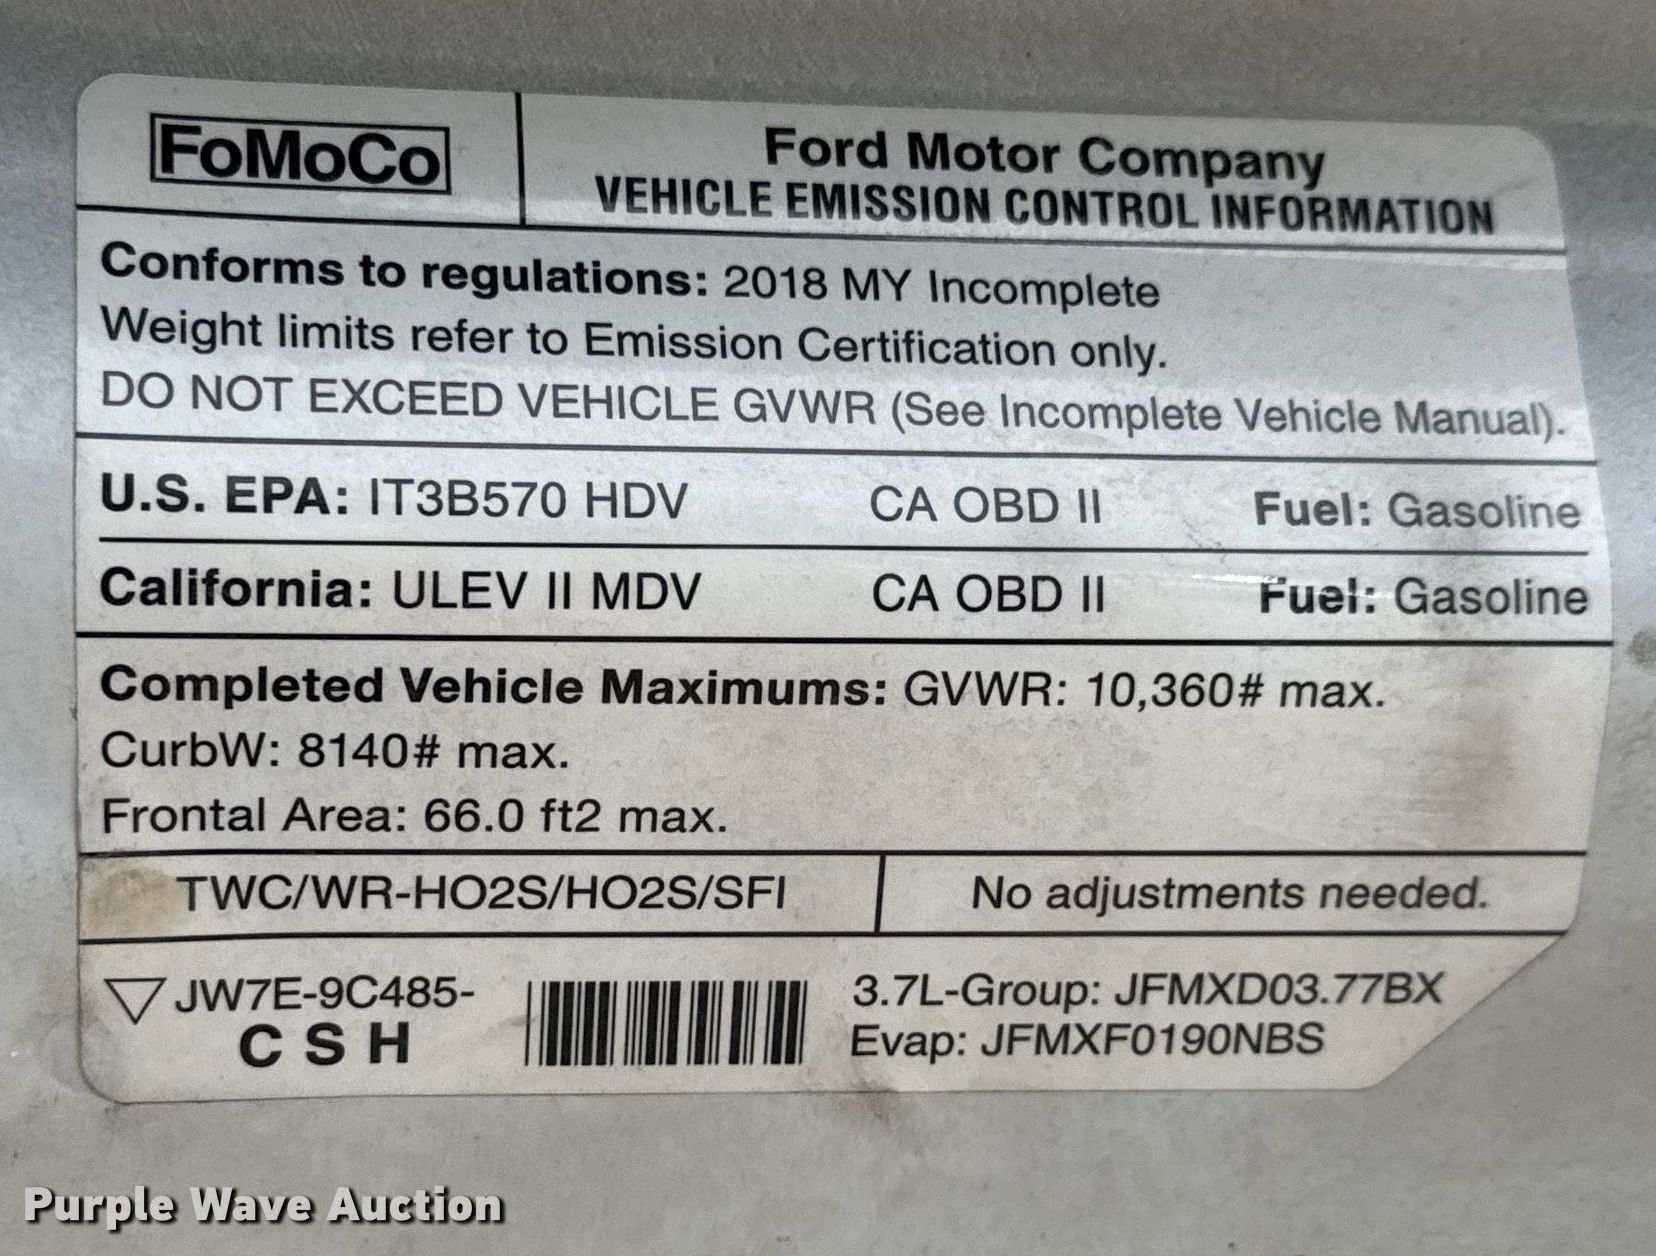 FoMoCo
Ford Motor Company
VEHICLE EMISSION CONTROL INFORMATION
Conforms to regulations: 2018 MY Incomplete
Weight limits refer to Emission Certification only.
DO NOT EXCEED VEHICLE GVWR (See Incomplete Vehicle Manual).
U.S. EPA: IT3B570 HDV CA OBD II Fuel: Gasoline
California: ULEV II MDV CA OBD II Fuel: Gasoline
Completed Vehicle Maximums: GVWR: 10,360# max.
CurbW: 8140# max.
Frontal Area: 66.0 ft2 max.
TWC/WR-HO2S/HO2S/SFI No adjustments needed.
JW7E-9C485-
C S H
3.7L-Group: JFMXD03.77BX
Evap: JFMXF0190NBS
Purple Wave Auction